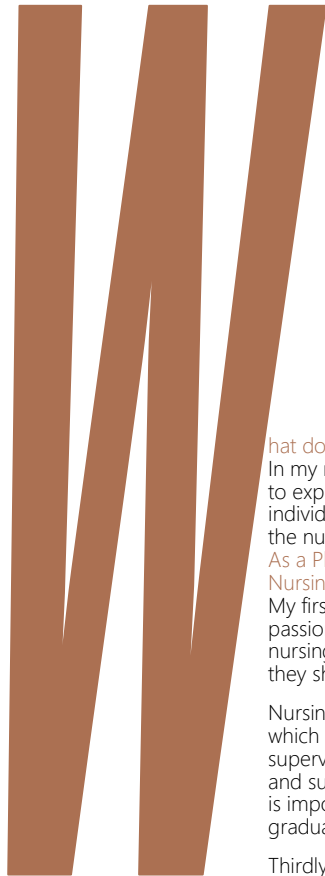 W
hat do
In my
to exp
individ
the nu
As a P
Nursin
My firs
passio
nursing
they sh
Nursin
which
superv
and su
is impo
gradua
Thirdly